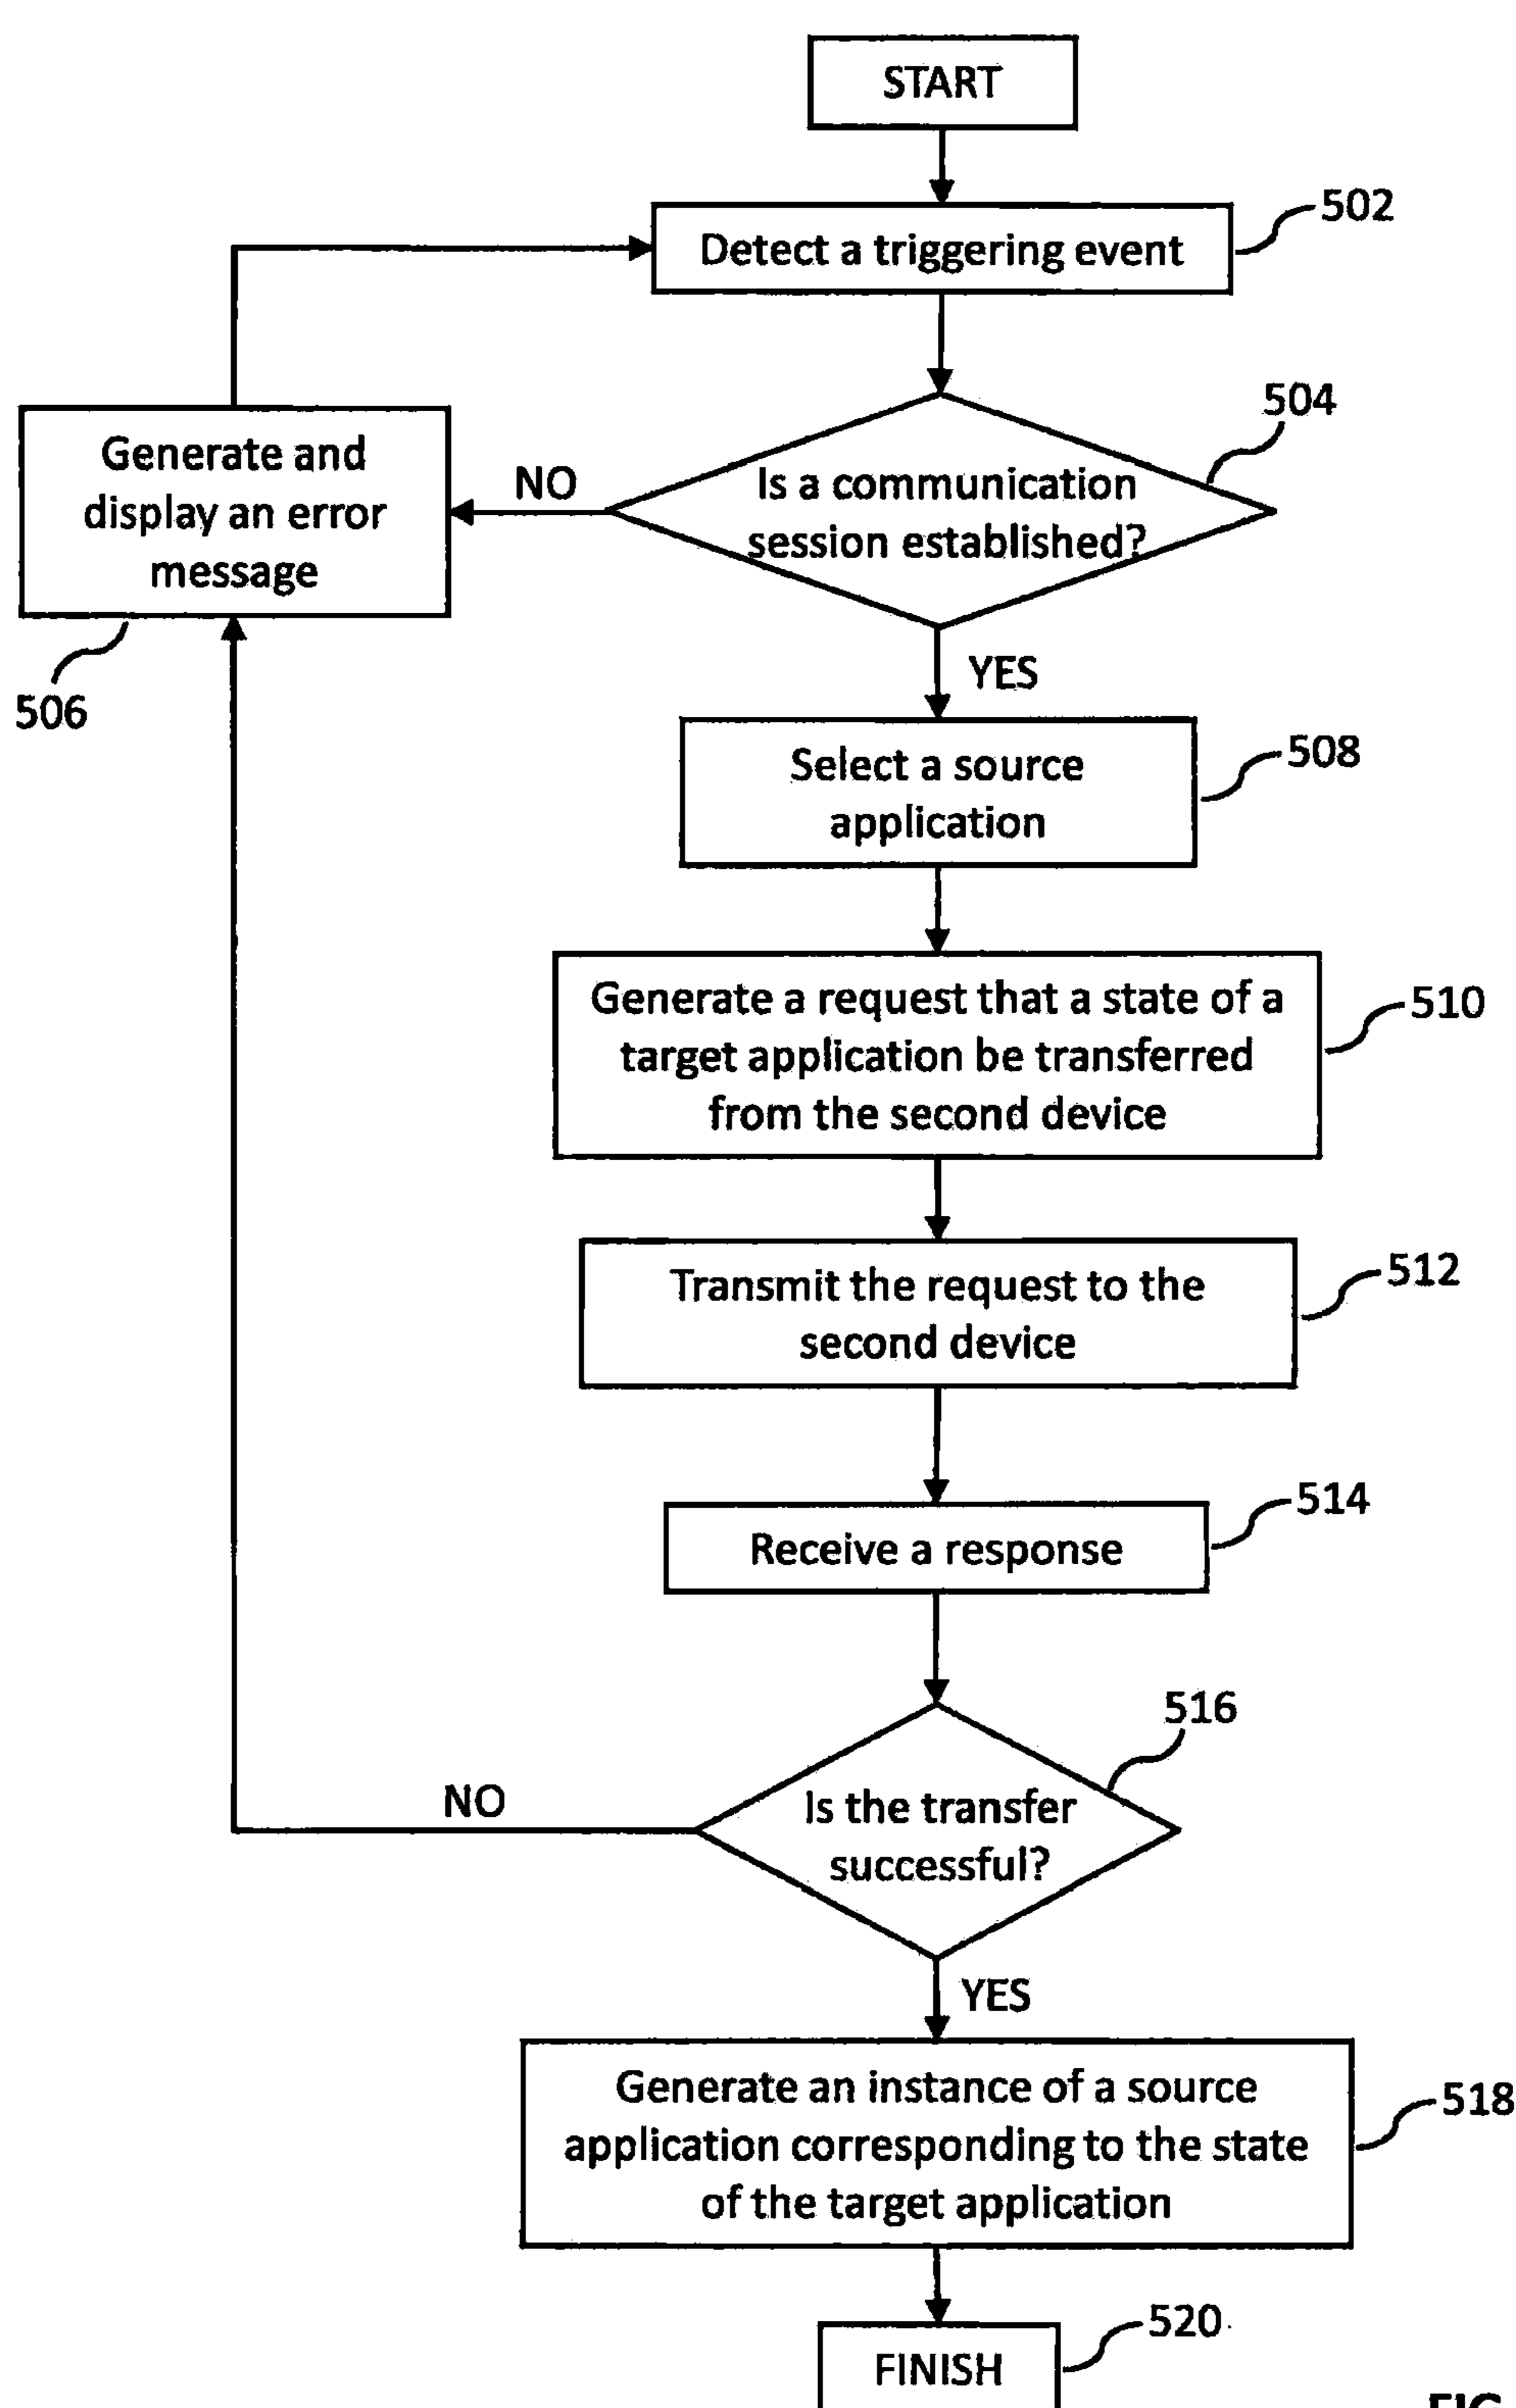 START
502
Detect a triggering event
504
Generate and
display an error
message
NO
Is a communication
session established?
506
YES
508
Select a source
application
510
Generate a request that a state of a
target application be transferred
from the second device
512
Transmit the request to the
second device
514
Receive a response
516
NO
Is the transfer
successful?
YES
518
Generate an instance of a source
application corresponding to the state
of the target application
520
FINISH
FIG